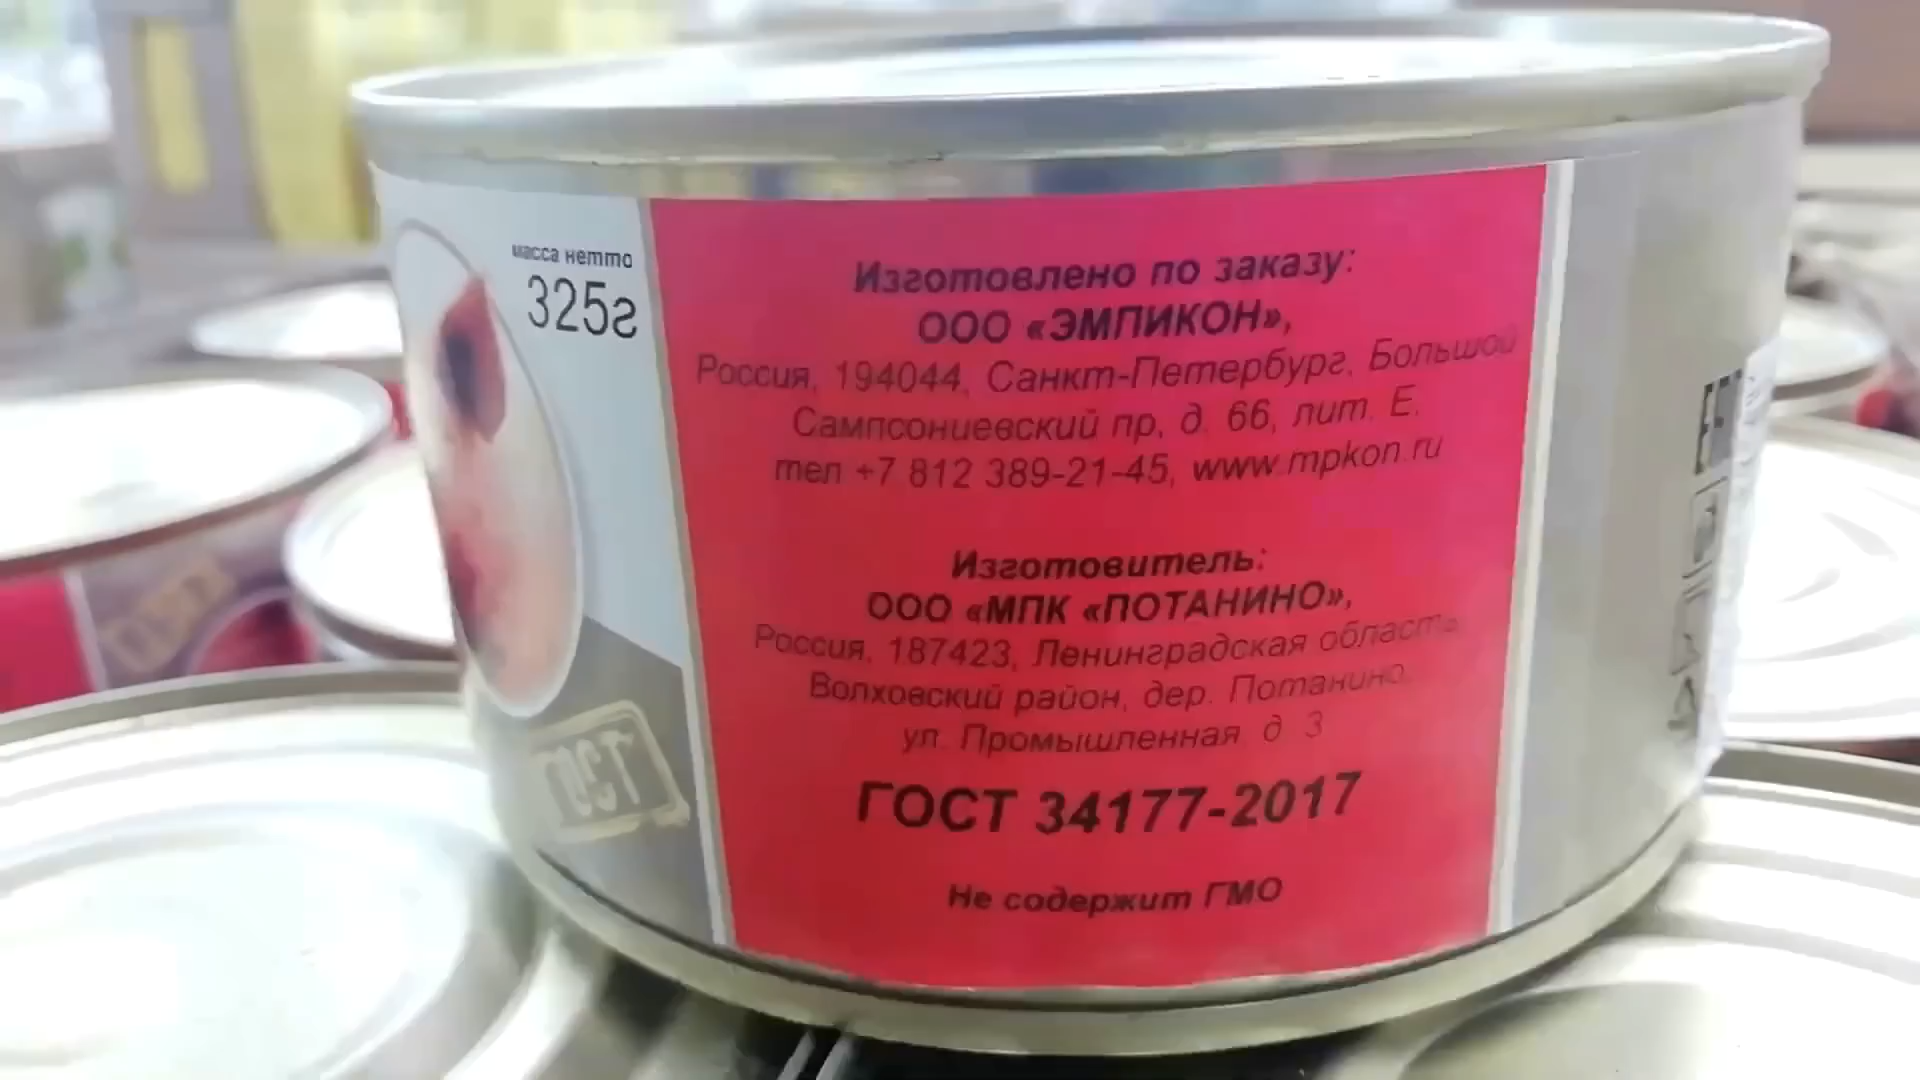 масса нетто
325г
Изготовлено по заказу:
ООО «ЭМПИКОН»,
Россия, 194044, Санкт-Петербург, Большой
Сампсониевский пр, д. 66, лит. Е,
тел +7 812 389-21-45, www.mpkon.ru
Изготовитель:
ООО «МПК «ПОТАНИНО»,
Россия, 187423, Ленинградская область,
Волховский район, дер. Потанино,
ул. Промышленная, д. 3
ГОСТ 34177-2017
Не содержит ГМО
ГОСТ